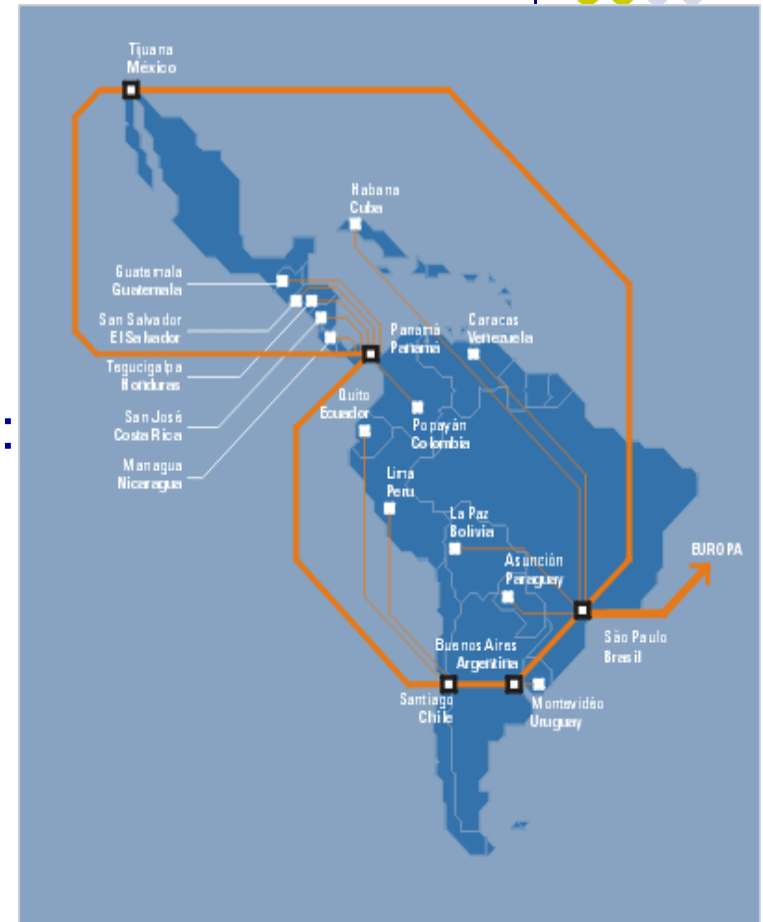 Tijuana
México
Habana
Cuba
Guatemala
Guatemala
San Salvador
El Salvador
Panamá
Panamá
Caracas
Venezuela
Tegucigalpa
Honduras
Quito
Ecuador
San José
Costa Rica
Popayán
Colombia
Managua
Nicaragua
Lima
Peru
La Paz
Bolivia
EUROPA
Asunción
Paraguay
São Paulo
Brasil
Buenos Aires
Argentina
Santiago
Chile
Montevidéo
Uruguay
: